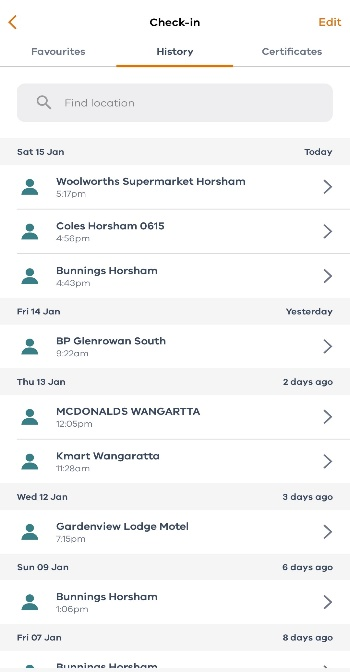 Check-in
Edit
Favourites
History
Certificates
Find location
Sat 15 Jan
Today
Woolworths Supermarket Horsham
5:17pm
Coles Horsham 0615
4:56pm
Bunnings Horsham
4:43pm
Fri 14 Jan
Yesterday
BP Glenrowan South
9:22am
Thu 13 Jan
2 days ago
MCDONALDS WANGARTTA
12:05pm
Kmart Wangaratta
11:28am
Wed 12 Jan
3 days ago
Gardenview Lodge Motel
7:15pm
Sun 09 Jan
6 days ago
Bunnings Horsham
1:06pm
Fri 07 Jan
8 days ago
Bunnings Horsham